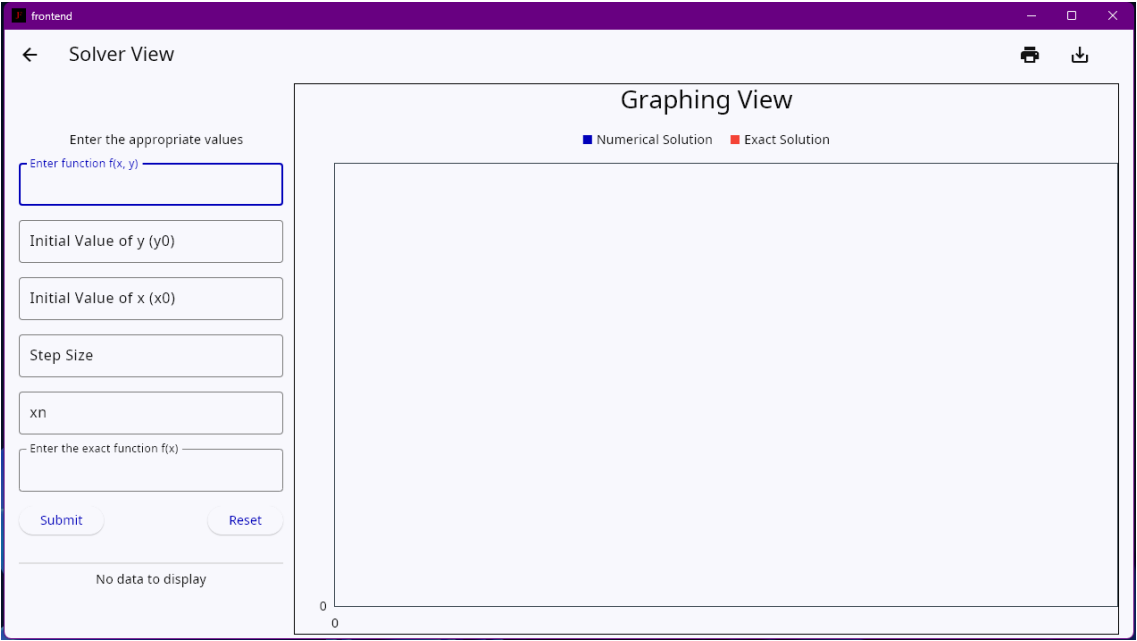 frontend
Solver View
Enter the appropriate values
Enter function f(x, y)
Initial Value of y (y0)
Initial Value of x (x0)
Step Size
xn
Enter the exact function f(x)
Submit
Reset
No data to display
Graphing View
Numerical Solution
Exact Solution
0
0